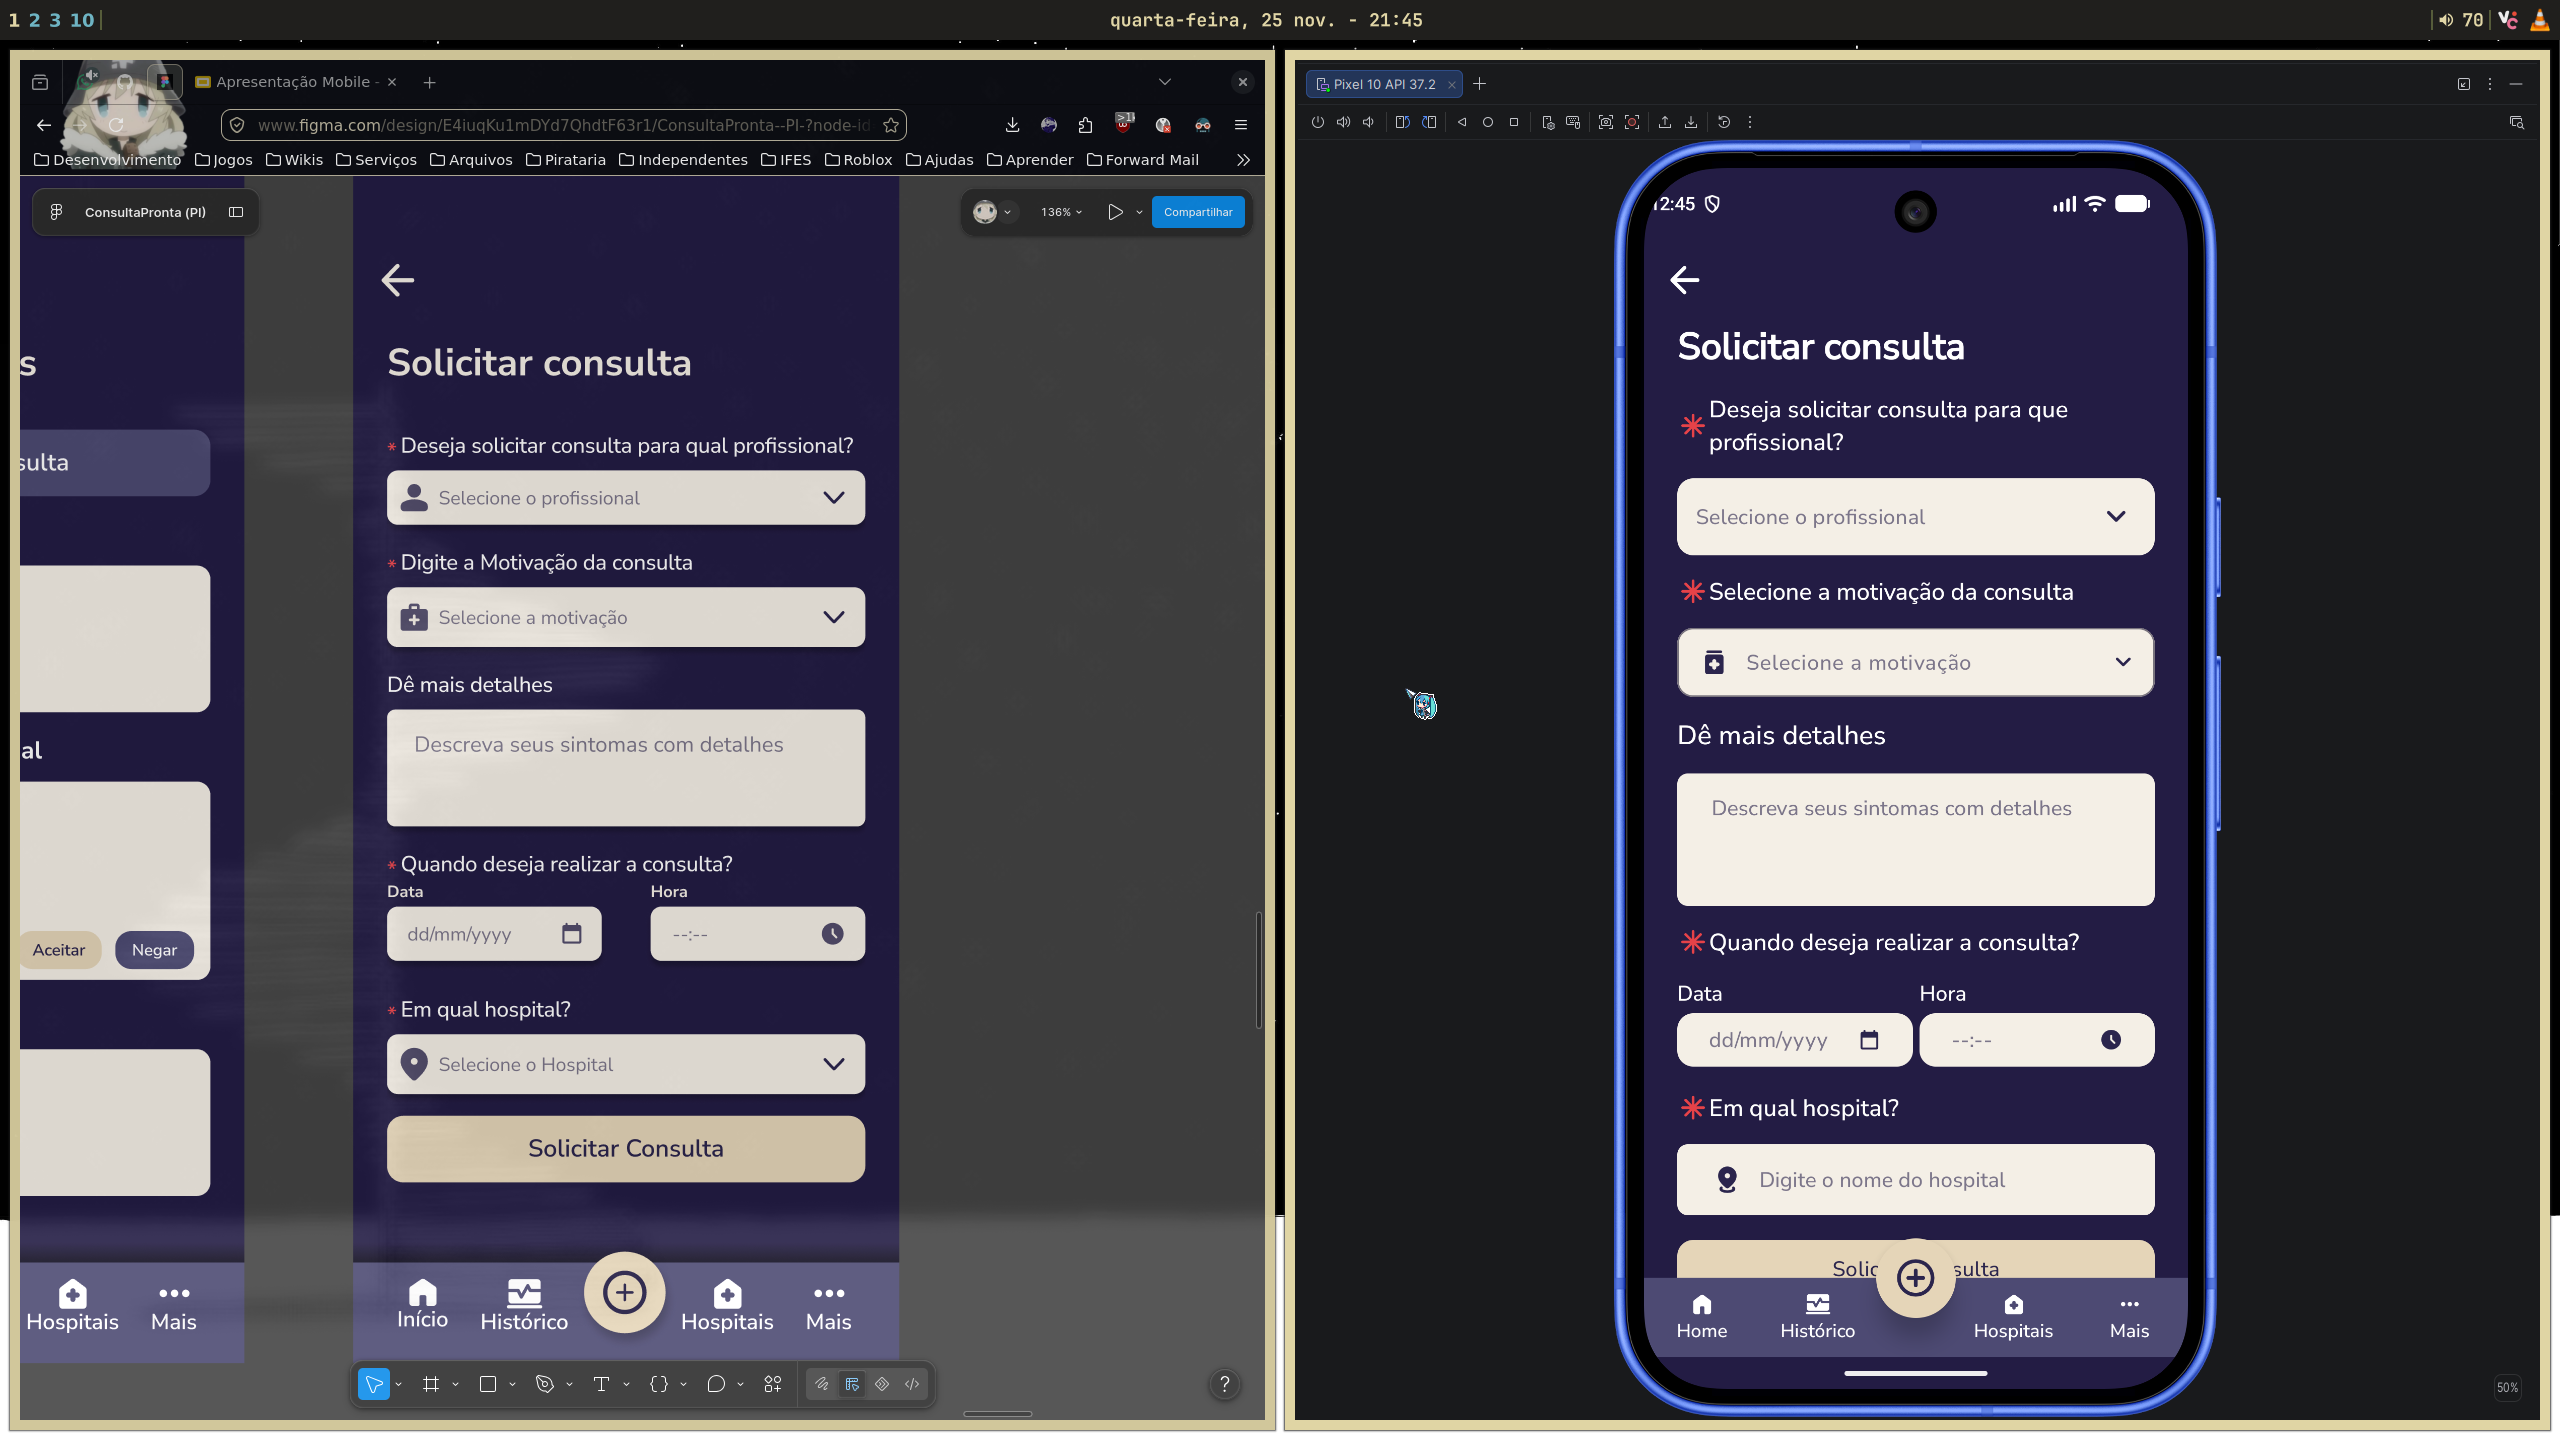 1 2 3 10
quarta-feira, 25 nov. - 21:45
70
Apresentação Mobile -
www.figma.com/design/E4iuqKu1mDYd7QhdtF63r1/ConsultaPronta--PI-?node-id
>1k
Desenvolvimento Jogos Wikis Serviços Arquivos Pirataria Independentes IFES Roblox Ajudas Aprender Forward Mail
ConsultaPronta (PI)
136%
Compartilhar
s
sulta
al
Aceitar
Negar
Hospitais
Mais
Solicitar consulta
* Deseja solicitar consulta para qual profissional?
Selecione o profissional
* Digite a Motivação da consulta
Selecione a motivação
Dê mais detalhes
Descreva seus sintomas com detalhes
* Quando deseja realizar a consulta?
Data
Hora
dd/mm/yyyy
--:--
* Em qual hospital?
Selecione o Hospital
Solicitar Consulta
Início
Histórico
Hospitais
Mais
?
Pixel 10 API 37.2
12:45
Solicitar consulta
* Deseja solicitar consulta para que
profissional?
Selecione o profissional
* Selecione a motivação da consulta
Selecione a motivação
Dê mais detalhes
Descreva seus sintomas com detalhes
* Quando deseja realizar a consulta?
Data
Hora
dd/mm/yyyy
--:--
* Em qual hospital?
Digite o nome do hospital
Solic
sulta
Home
Histórico
Hospitais
Mais
50%